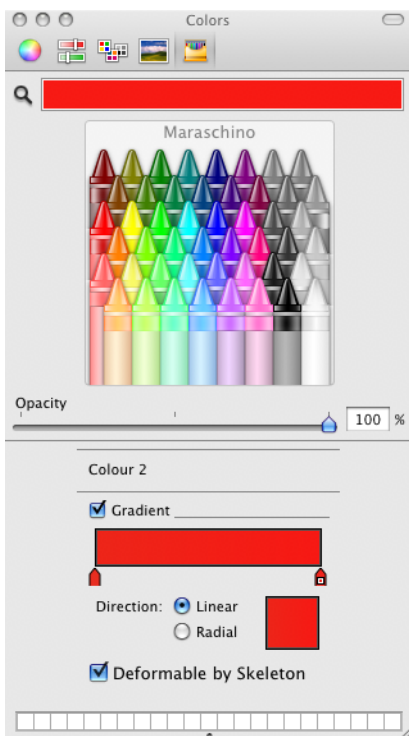 Colors
Maraschino
Opacity
100 %
Colour 2
Gradient
Direction: Linear
Radial
Deformable by Skeleton